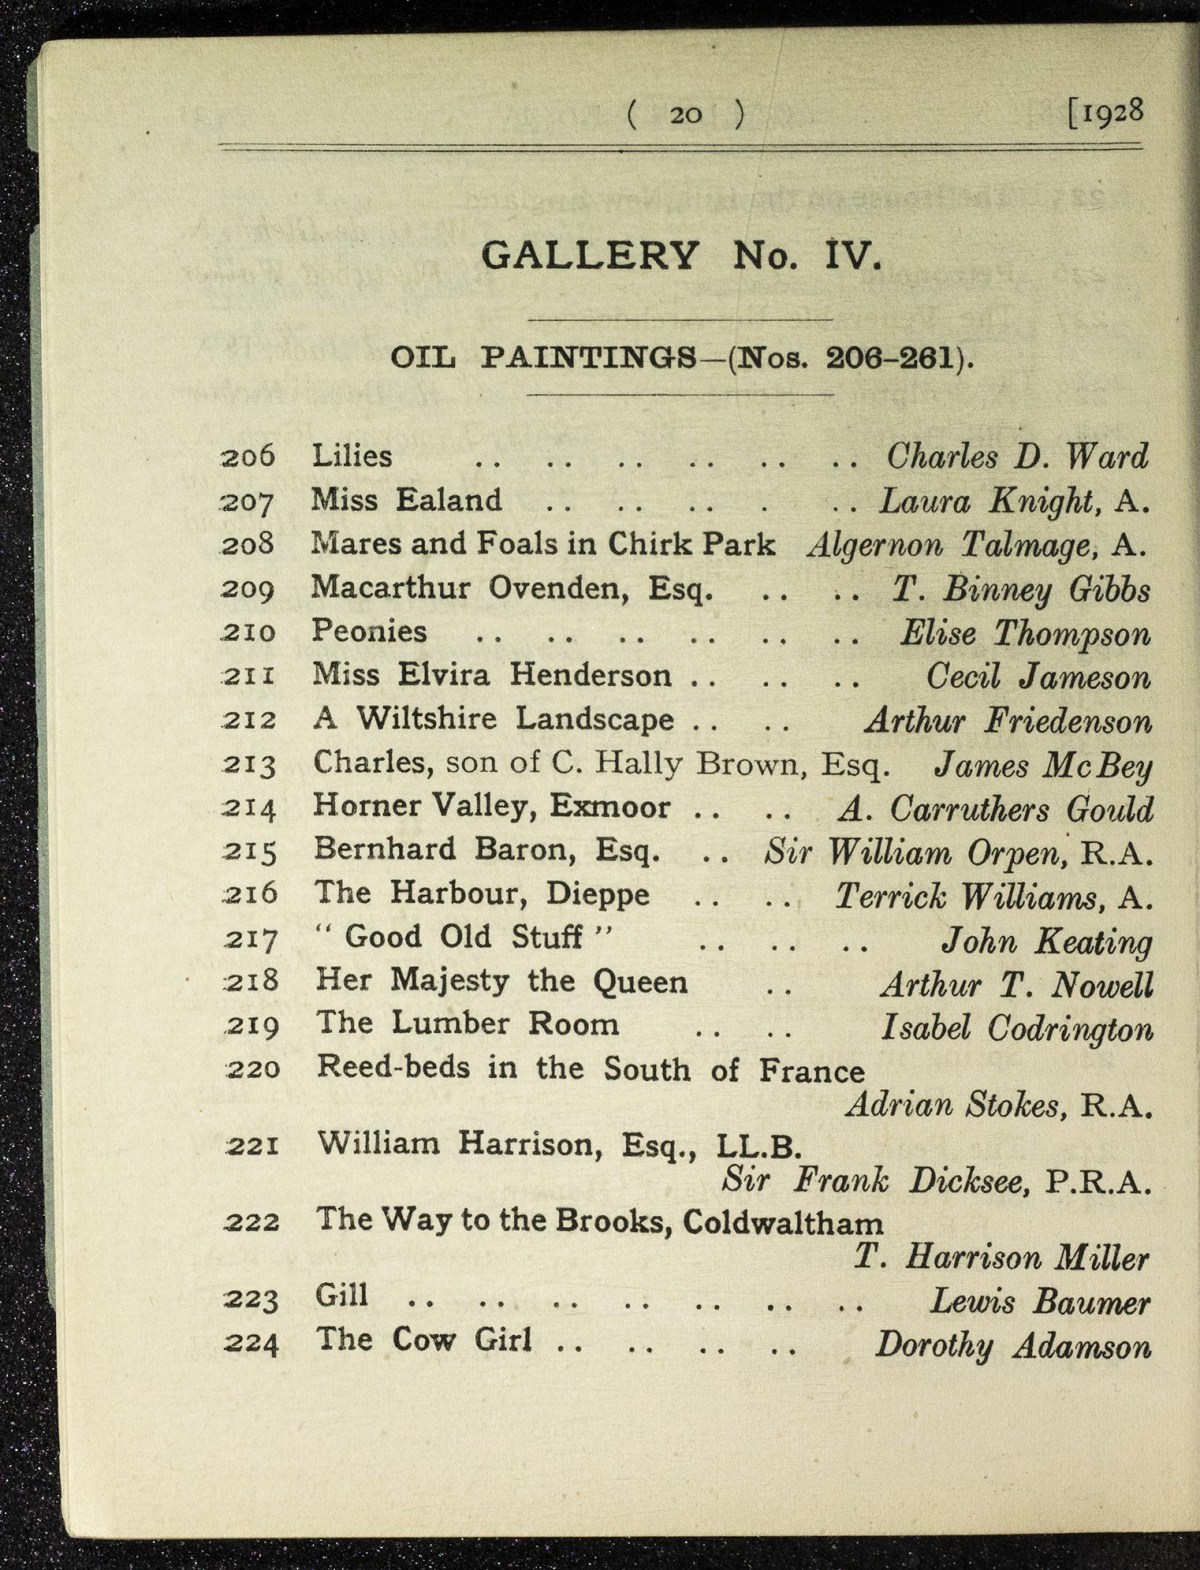 ( 20 ) [1928
GALLERY No. IV.
OIL PAINTINGS—(Nos. 206-261).
206 Lilies .. .. .. .. .. .. Charles D. Ward
207 Miss Ealand .. .. .. . .. Laura Knight, A.
208 Mares and Foals in Chirk Park Algernon Talmage, A.
209 Macarthur Ovenden, Esq. .. .. T. Binney Gibbs
210 Peonies .. .. .. .. .. .. Elise Thompson
211 Miss Elvira Henderson .. .. .. Cecil Jameson
212 A Wiltshire Landscape .. .. Arthur Friedenson
213 Charles, son of C. Hally Brown, Esq. James McBey
214 Horner Valley, Exmoor .. .. A. Carruthers Gould
215 Bernhard Baron, Esq. .. Sir William Orpen, R.A.
216 The Harbour, Dieppe .. .. Terrick Williams, A.
217 “ Good Old Stuff ” .. .. .. John Keating
218 Her Majesty the Queen .. Arthur T. Nowell
219 The Lumber Room .. .. Isabel Codrington
220 Reed-beds in the South of France
Adrian Stokes, R.A.
221 William Harrison, Esq., LL.B.
Sir Frank Dicksee, P.R.A.
222 The Way to the Brooks, Coldwaltham
T. Harrison Miller
223 Gill .. .. .. .. .. .. .. Lewis Baumer
224 The Cow Girl .. .. .. .. Dorothy Adamson